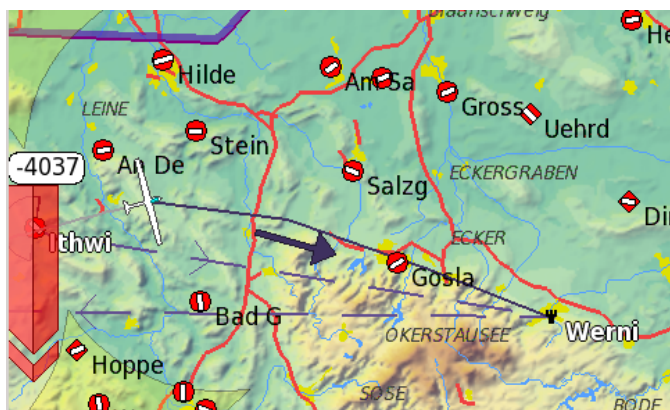 Braunschweig
He
Hilde
Am Sa
Gross
LEINE
Uehrd
Stein
An De
-4037
Salzg
ECKERGRABEN
Di
Ithwi
ECKER
Gosla
Bad G
OKERSTAUSEE
Werni
Hoppe
SÖSE
BODE